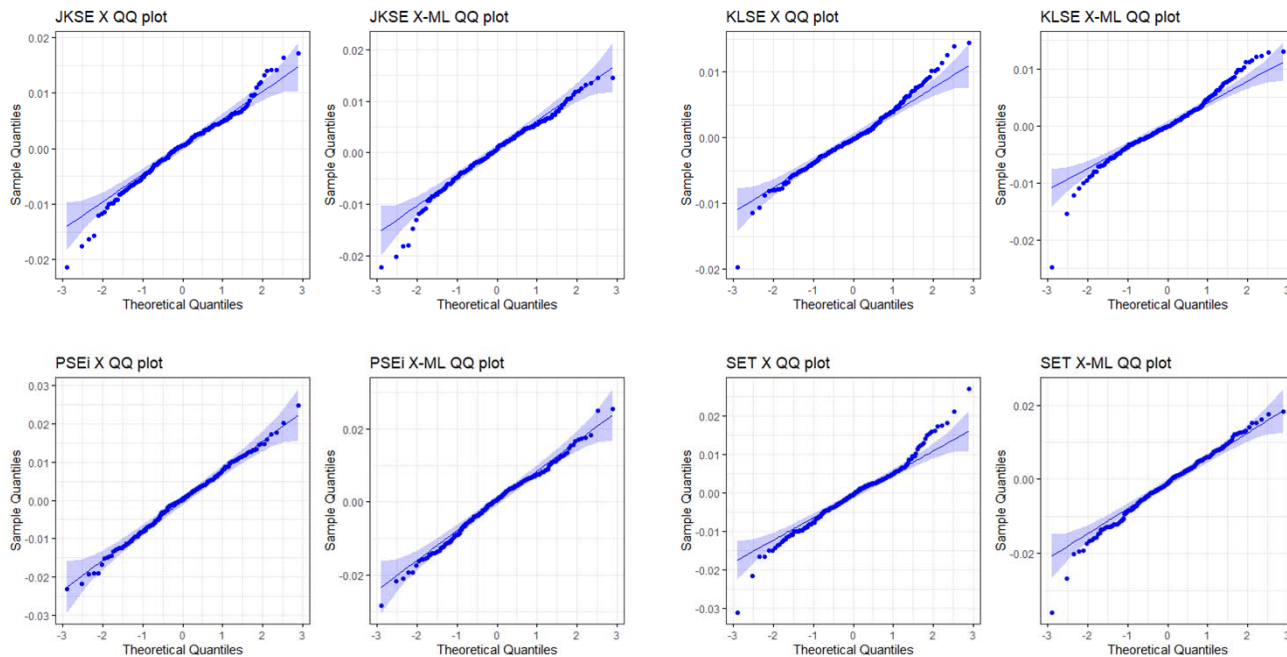 JKSE X QQ plot
0.02
0.01
0.00
-0.01
-0.02
Sample Quantiles
-3 -2 -1 0 1 2 3
Theoretical Quantiles
JKSE X-ML QQ plot
0.02
0.01
0.00
-0.01
-0.02
Sample Quantiles
-3 -2 -1 0 1 2 3
Theoretical Quantiles
KLSE X QQ plot
0.01
0.00
-0.01
-0.02
Sample Quantiles
-3 -2 -1 0 1 2 3
Theoretical Quantiles
KLSE X-ML QQ plot
0.01
0.00
-0.01
-0.02
Sample Quantiles
-3 -2 -1 0 1 2 3
Theoretical Quantiles
PSEi X QQ plot
0.03
0.02
0.01
0.00
-0.01
-0.02
-0.03
Sample Quantiles
-3 -2 -1 0 1 2 3
Theoretical Quantiles
PSEi X-ML QQ plot
0.02
0.00
-0.02
Sample Quantiles
-3 -2 -1 0 1 2 3
Theoretical Quantiles
SET X QQ plot
0.02
0.01
0.00
-0.01
-0.02
-0.03
Sample Quantiles
-3 -2 -1 0 1 2 3
Theoretical Quantiles
SET X-ML QQ plot
0.02
0.00
-0.02
Sample Quantiles
-3 -2 -1 0 1 2 3
Theoretical Quantiles